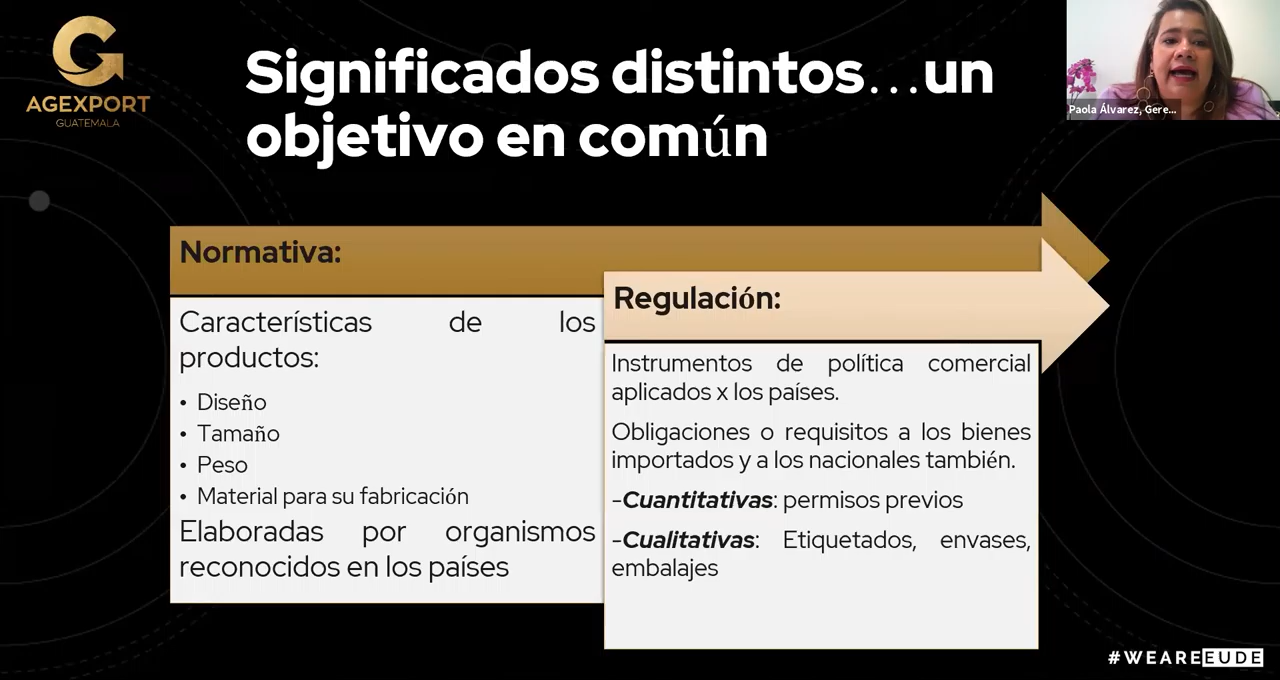 AGEXPORT
GUATEMALA
Significados distintos...un
objetivo en común
Paola Álvarez, Gere...
Normativa:
Características de los
productos:
• Diseño
• Tamaño
• Peso
• Material para su fabricación
Elaboradas por organismos
reconocidos en los países
Regulación:
Instrumentos de política comercial
aplicados x los países.
Obligaciones o requisitos a los bienes
importados y a los nacionales también.
-Cuantitativas: permisos previos
-Cualitativas: Etiquetados, envases,
embalajes
#WEAREEUDE